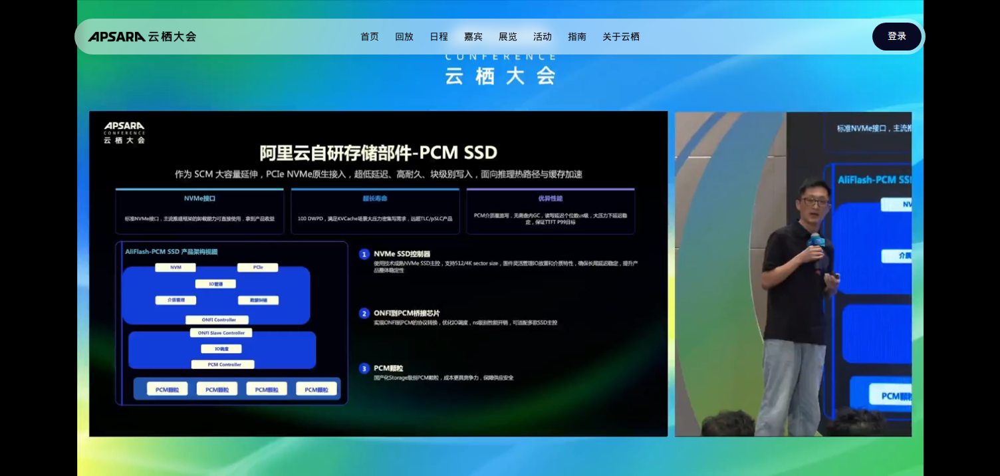 APSARA 云栖大会
首页 回放 日程 嘉宾 展览 活动 指南 关于云栖
登录
CONFERENCE
云栖大会
APSARA
CONFERENCE
云栖大会
阿里云自研存储部件-PCM SSD
作为 SCM 大容量延伸，PCIe NVMe原生接入，超低延迟、高耐久、块级别写入，面向推理热路径与缓存加速
NVMe接口
标准NVMe接口，主流推理框架的卸载能力可直接使用，拿到产品收益
超长寿命
100 DWPD，满足KVCache场景大压力密集写需求，远超TLC/pSLC产品
优异性能
PCM介质覆盖写，无需盘内GC，读写延迟个位数us级，大压力下延迟稳
定，保证TTFT P99目标
AliFlash-PCM SSD 产品架构视图
NVM
PCIe
IO管道
介质管理
数据纠错
ONFI Controller
ONFI Slave Controller
IO调度
PCM Controller
PCM颗粒
PCM颗粒
PCM颗粒
PCM颗粒
1 NVMe SSD控制器
使用技术成熟NVMe SSD主控，支持512/4K sector size，固件灵活管理IO放置和介质特性，确保长尾延迟稳定，提升产
品整体稳定性
2 ONFI到PCM桥接芯片
实现ONFI到PCM的协议转换，优化IO调度，ns级别性能开销，可适配多款SSD主控
3 PCM颗粒
国产化Storage级别PCM颗粒，成本更具竞争力，保障供应安全
标准NVMe接口，主流推
AliFlash-PCM SS
NV
介质
PCM颗